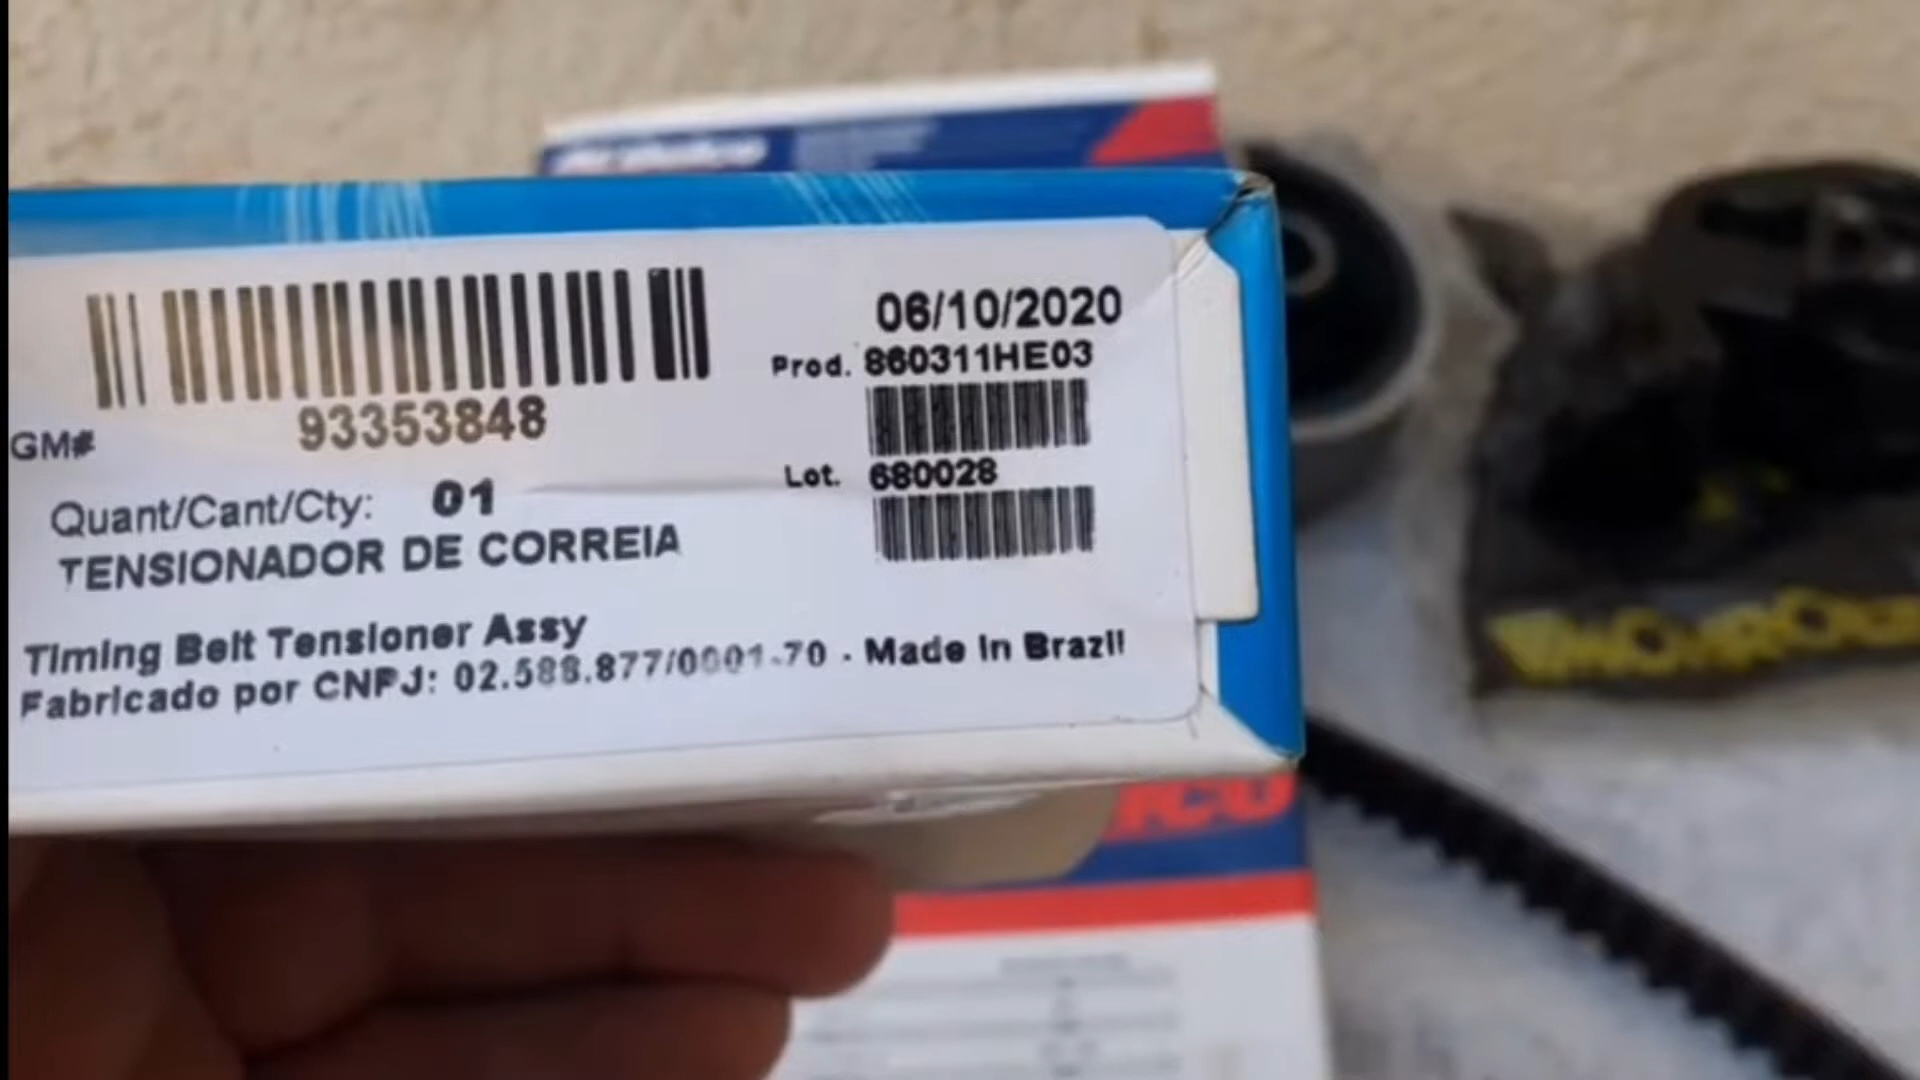 06/10/2020
Prod. 860311HE03
GM# 93353848
Lot. 680028
Quant/Cant/Cty: 01
TENSIONADOR DE CORREIA
Timing Belt Tensioner Assy
Fabricado por CNPJ: 02.588.877/0001-70 - Made in Brazil